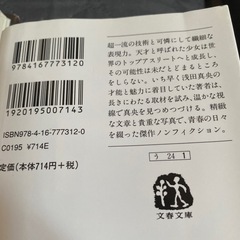 9784167773120
1920195007143
ISBN978-4-16-777312-0
C0195 ¥714E
定価（本体714円+税）
超一流の技術と可憐にして繊細な
表現力。天才と呼ばれた少女は世
界のトップアスリートへと成長し、
その可能性は未だとどまるところ
をしらない。いち早く浅田真央の
才能と魅力に着目していた著者は、
長きにわたる取材を試み、温かな視
線で真央を見つめつづける。精緻
な文章と貴重な写真で、青春の日々
を綴った傑作ノンフィクション。
う 24 1
文春文庫